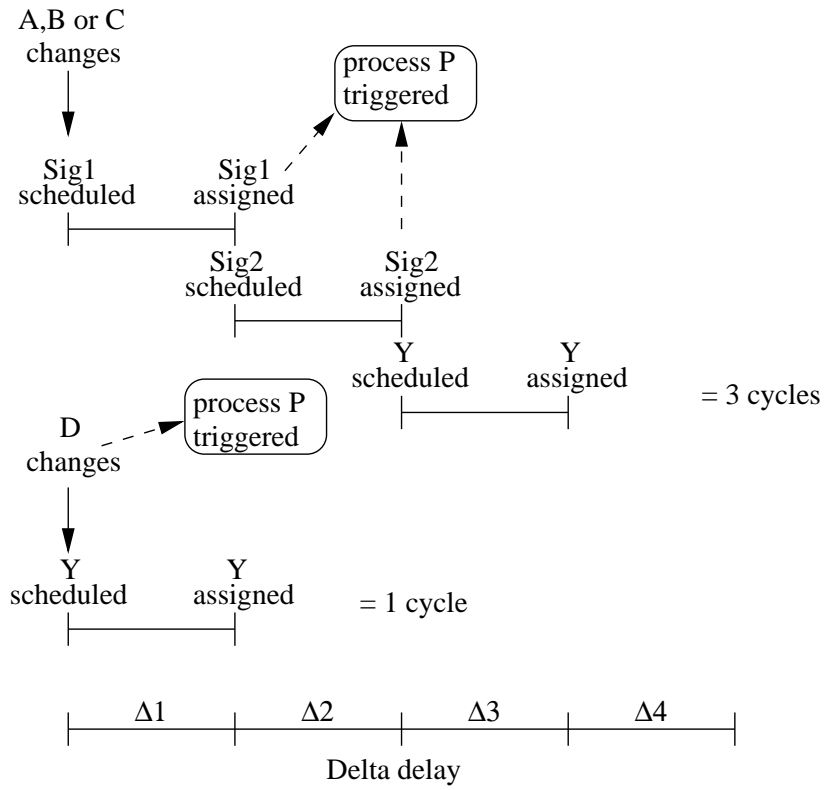 A,B or C
changes
process P
triggered
Sig1
scheduled
Sig1
assigned
Sig2
scheduled
Sig2
assigned
Y
scheduled
Y
assigned
= 3 cycles
process P
triggered
D
changes
Y
scheduled
Y
assigned
= 1 cycle
Δ1 Δ2 Δ3 Δ4
Delta delay